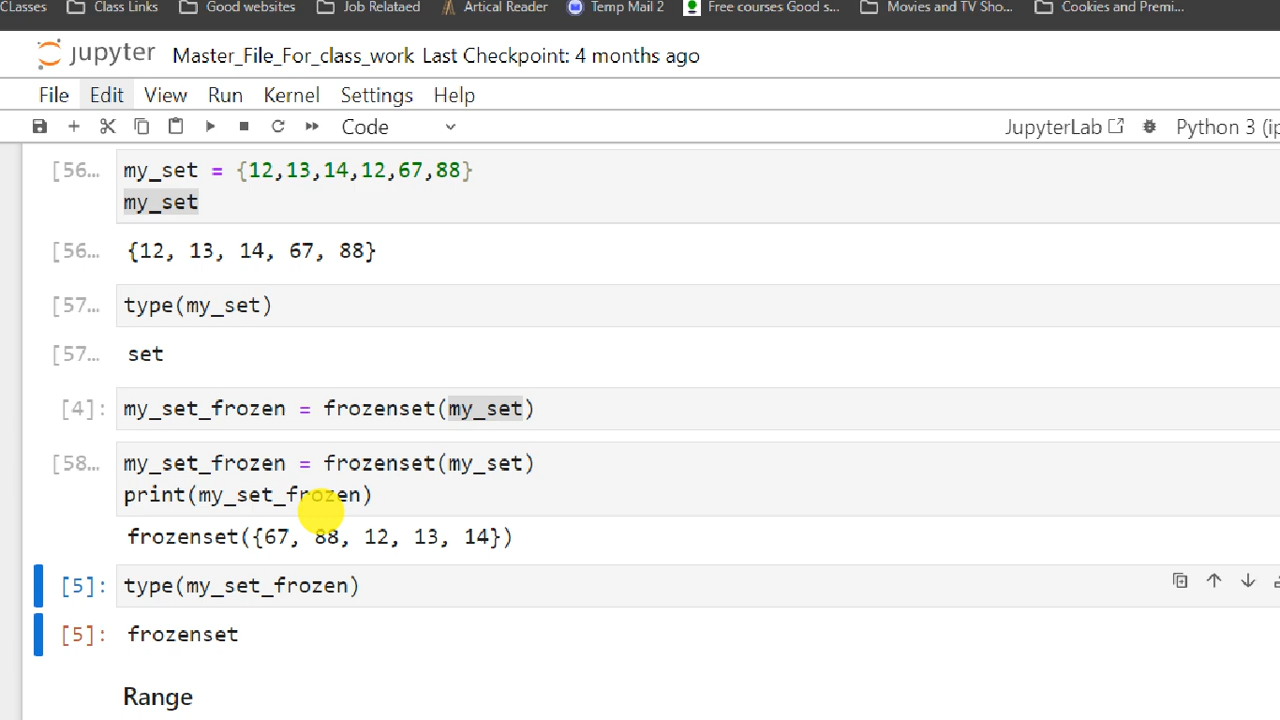 CLasses Class Links Good websites Job Relataed Artical Reader Temp Mail 2 Free courses Good s... Movies and TV Sho... Cookies and Premi...
jupyter Master_File_For_class_work Last Checkpoint: 4 months ago
File Edit View Run Kernel Settings Help
Code JupyterLab Python 3 (ip
[56... my_set = {12,13,14,12,67,88}
my_set
[56... {12, 13, 14, 67, 88}
[57... type(my_set)
[57... set
[4]: my_set_frozen = frozenset(my_set)
[58... my_set_frozen = frozenset(my_set)
print(my_set_frozen)
frozenset({67, 88, 12, 13, 14})
[5]: type(my_set_frozen)
[5]: frozenset
Range